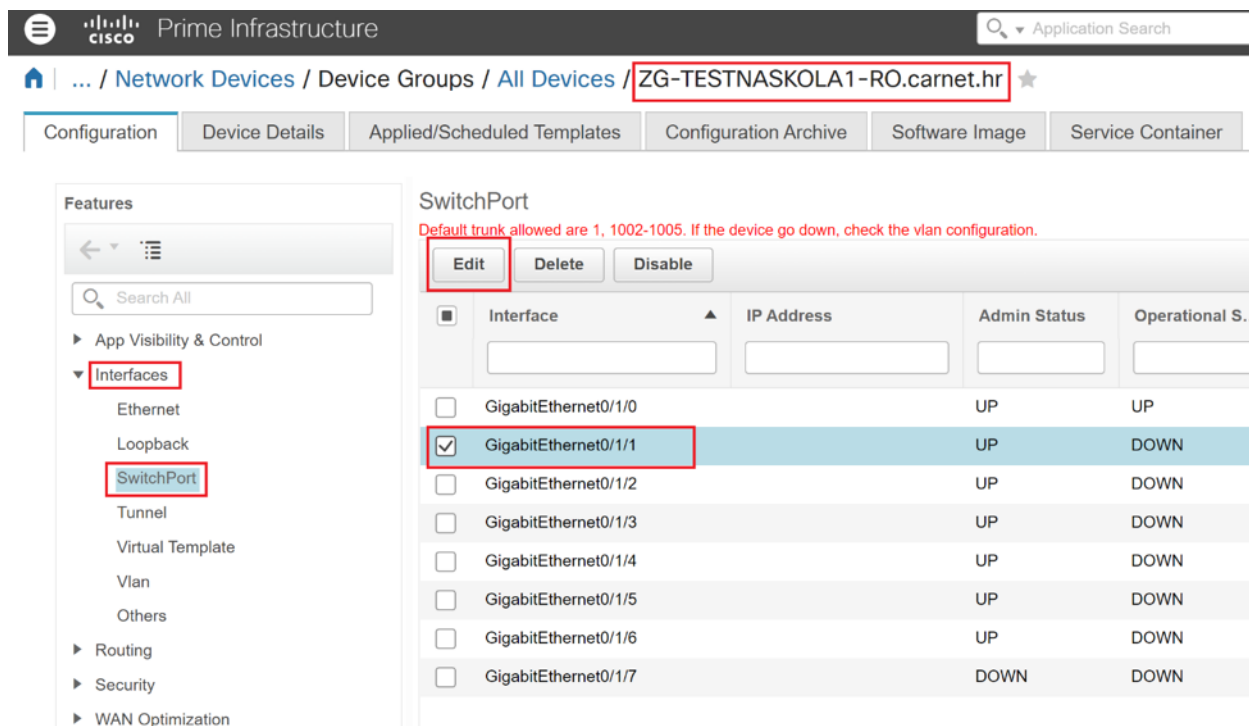 cisco Prime Infrastructure Application Search
... / Network Devices / Device Groups / All Devices / ZG-TESTNASKOLA1-RO.carnet.hr
Configuration Device Details Applied/Scheduled Templates Configuration Archive Software Image Service Container
Features
Search All
App Visibility & Control
Interfaces
Ethernet
Loopback
SwitchPort
Tunnel
Virtual Template
Vlan
Others
Routing
Security
WAN Optimization
SwitchPort
Default trunk allowed are 1, 1002-1005. If the device go down, check the vlan configuration.
Edit Delete Disable
Interface IP Address Admin Status Operational S.
GigabitEthernet0/1/0 UP UP
GigabitEthernet0/1/1 UP DOWN
GigabitEthernet0/1/2 UP DOWN
GigabitEthernet0/1/3 UP DOWN
GigabitEthernet0/1/4 UP DOWN
GigabitEthernet0/1/5 UP DOWN
GigabitEthernet0/1/6 UP DOWN
GigabitEthernet0/1/7 DOWN DOWN